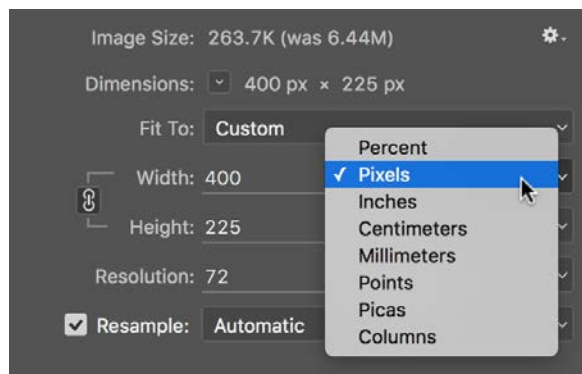 Image Size: 263.7K (was 6.44M)
Dimensions: 400 px × 225 px
Fit To: Custom
Width: 400
Height: 225
Resolution: 72
Resample: Automatic
Percent
✓ Pixels
Inches
Centimeters
Millimeters
Points
Picas
Columns